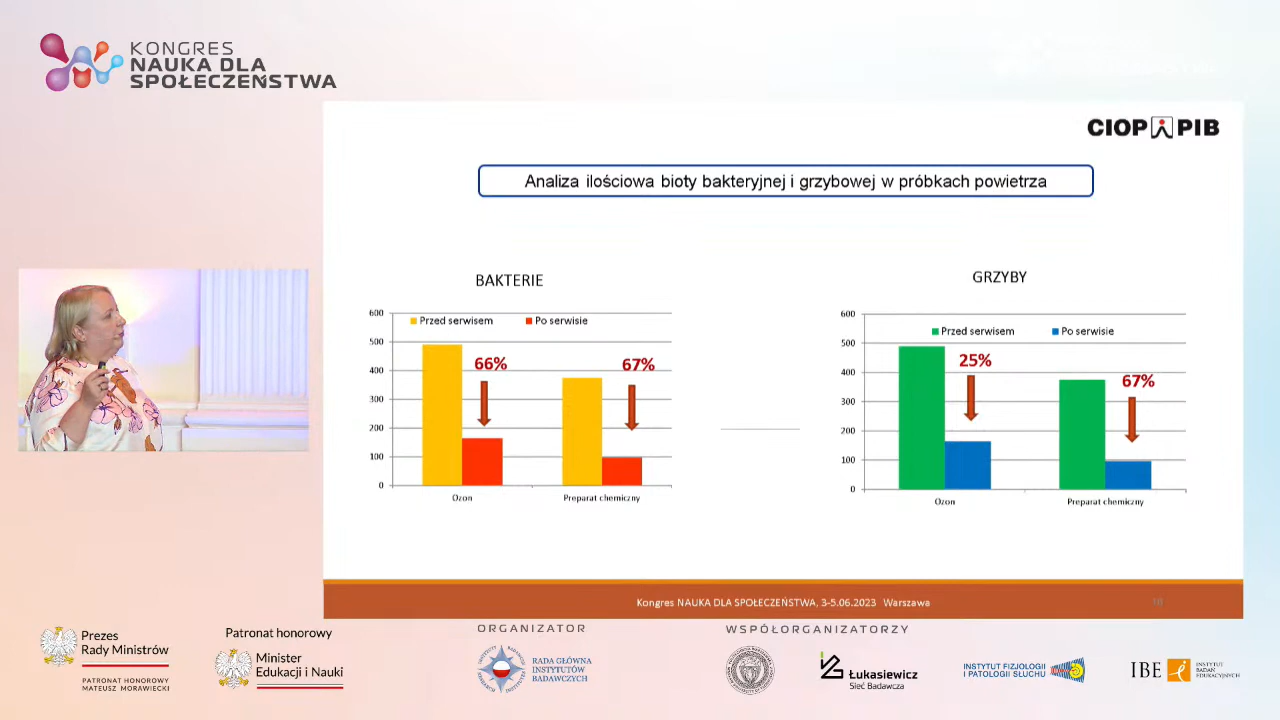 KONGRES
NAUKA DLA
SPOŁECZEŃSTWA
CIOP PIB
Analiza ilościowa bioty bakteryjnej i grzybowej w próbkach powietrza
BAKTERIE
600
500
400
300
200
100
0
Przed serwisem
Po serwisie
66%
67%
Ozon
Preparat chemiczny
GRZYBY
600
500
400
300
200
100
0
Przed serwisem
Po serwisie
25%
67%
Ozon
Preparat chemiczny
Kongres NAUKA DLA SPOŁECZEŃSTWA, 3-5.06.2023 Warszawa
Prezes
Rady Ministrów
PATRONAT HONOROWY
MATEUSZ MORAWIECKI
Patronat honorowy
Minister
Edukacji i Nauki
ORGANIZATOR
RADA GŁÓWNA
INSTYTUTÓW
BADAWCZYCH
WSPÓŁORGANIZATORZY
Łukasiewicz
Sieć Badawcza
INSTYTUT FIZJOLOGII
I PATOLOGII SŁUCHU
IBE
INSTYTUT
BADAŃ
EDUKACYJNYCH